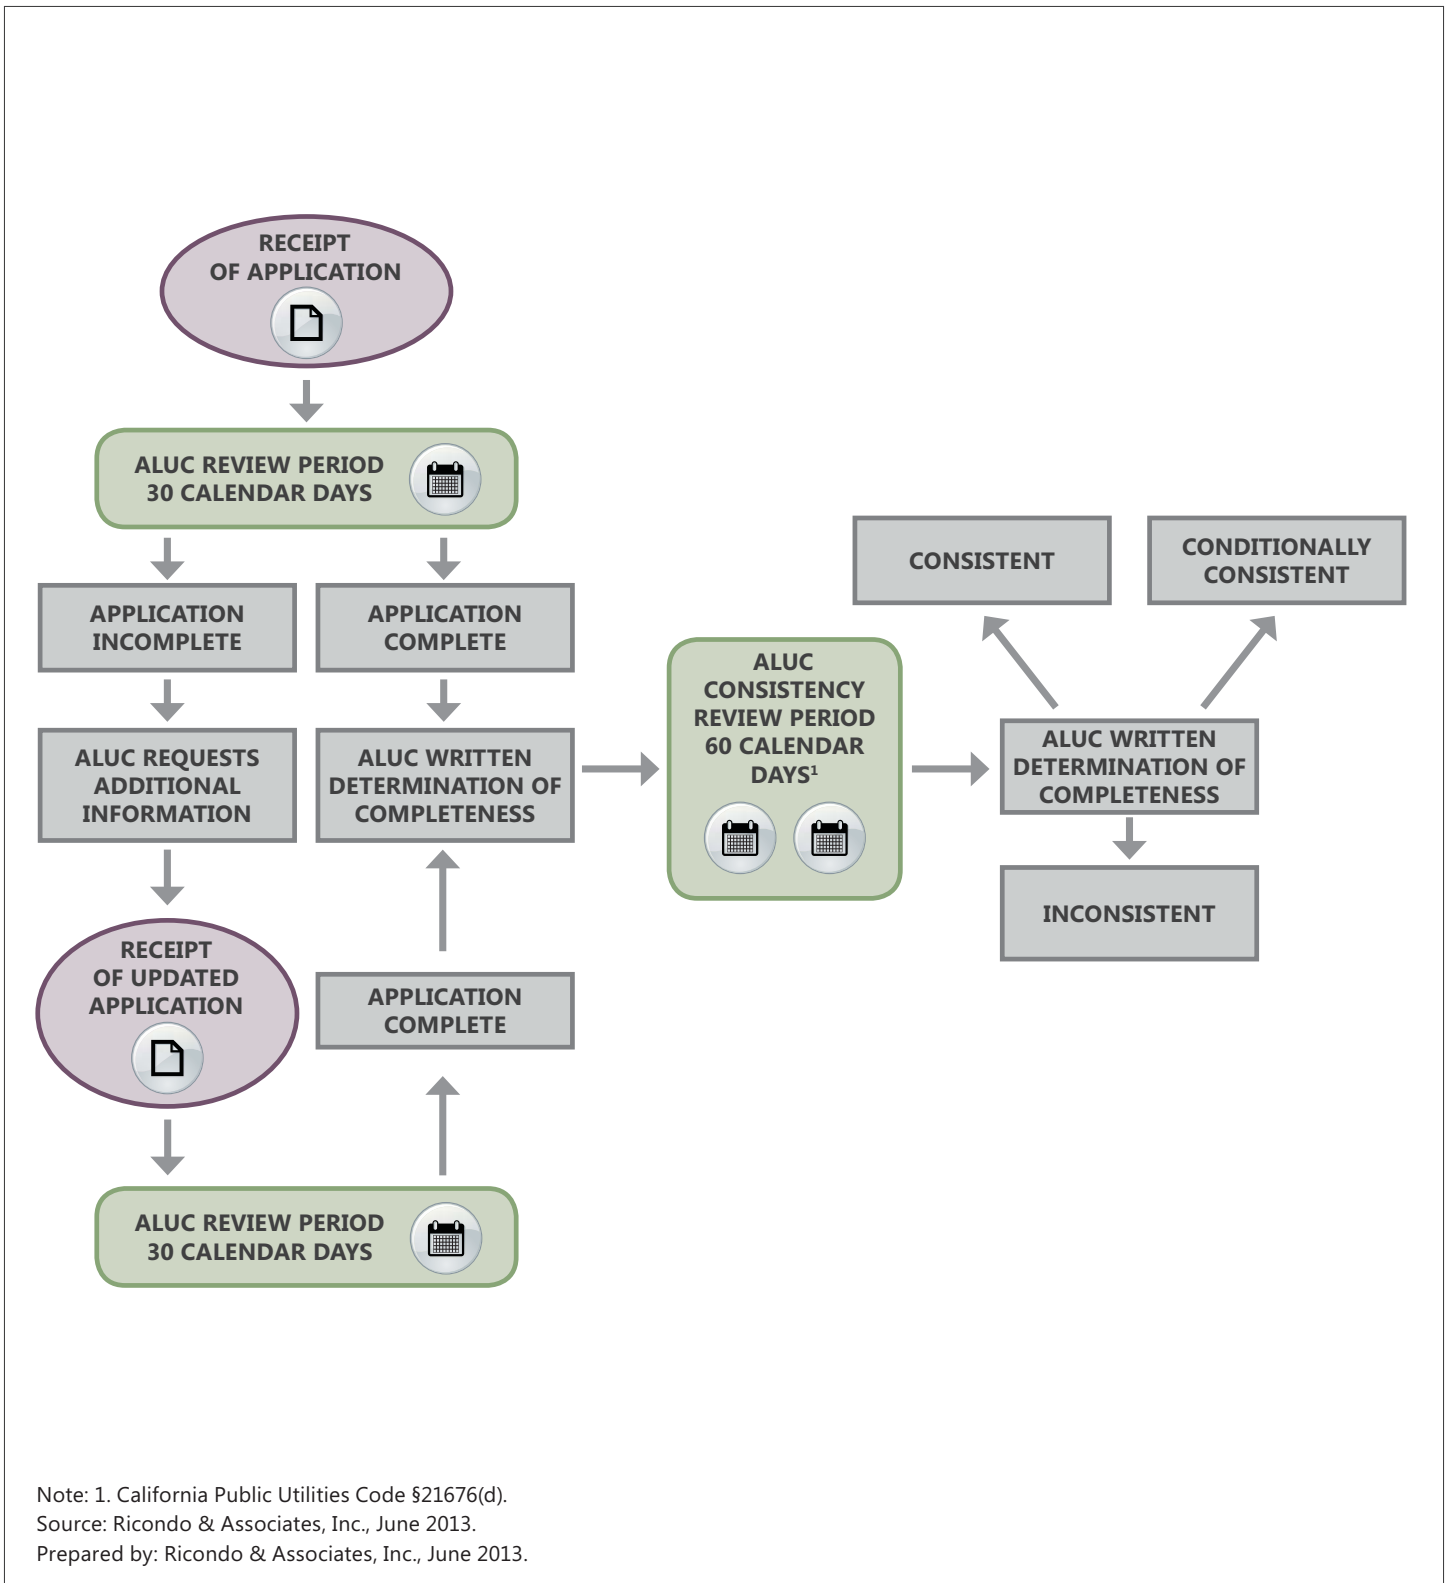 RECEIPT
OF APPLICATION
ALUC REVIEW PERIOD
30 CALENDAR DAYS
APPLICATION
INCOMPLETE
APPLICATION
COMPLETE
ALUC REQUESTS
ADDITIONAL
INFORMATION
ALUC WRITTEN
DETERMINATION OF
COMPLETENESS
RECEIPT
OF UPDATED
APPLICATION
APPLICATION
COMPLETE
ALUC REVIEW PERIOD
30 CALENDAR DAYS
ALUC
CONSISTENCY
REVIEW PERIOD
60 CALENDAR
DAYS¹
CONSISTENT
CONDITIONALLY
CONSISTENT
ALUC WRITTEN
DETERMINATION OF
COMPLETENESS
INCONSISTENT
Note: 1. California Public Utilities Code §21676(d).
Source: Ricondo & Associates, Inc., June 2013.
Prepared by: Ricondo & Associates, Inc., June 2013.